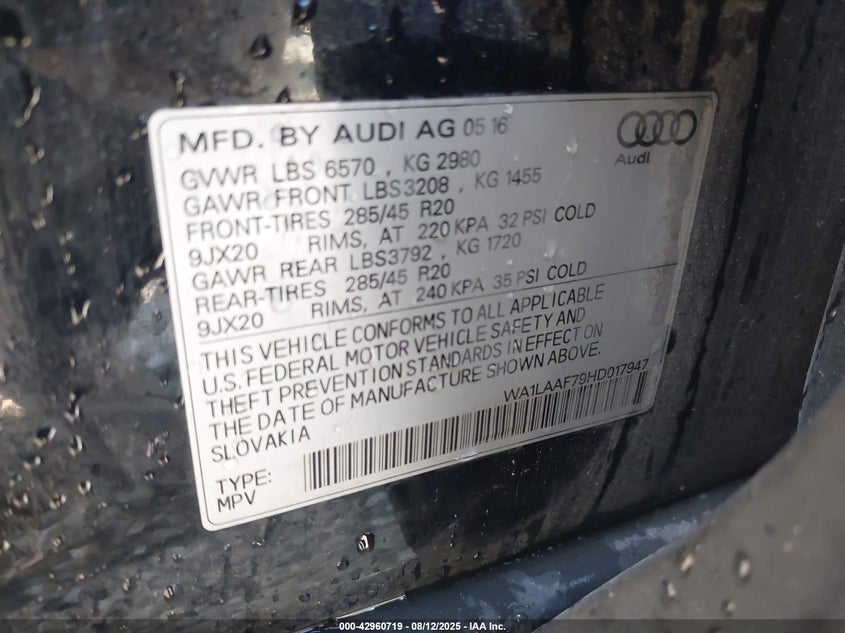 MFD. BY AUDI AG 05 16
Audi
GVWR LBS 6570 , KG 2980
GAWR FRONT LBS3208 , KG 1455
FRONT-TIRES 285/45 R20
9JX20 RIMS, AT 220 KPA 32 PSI COLD
GAWR REAR LBS3792 , KG 1720
REAR-TIRES 285/45 R20
9JX20 RIMS, AT 240 KPA 35 PSI COLD
THIS VEHICLE CONFORMS TO ALL APPLICABLE
U.S. FEDERAL MOTOR VEHICLE SAFETY AND
THEFT PREVENTION STANDARDS IN EFFECT ON
THE DATE OF MANUFACTURE SHOWN ABOVE.
SLOVAKIA
WA1LAAF79HD017947
TYPE:
MPV
000-42960719 - 08/12/2025 - IAA Inc.